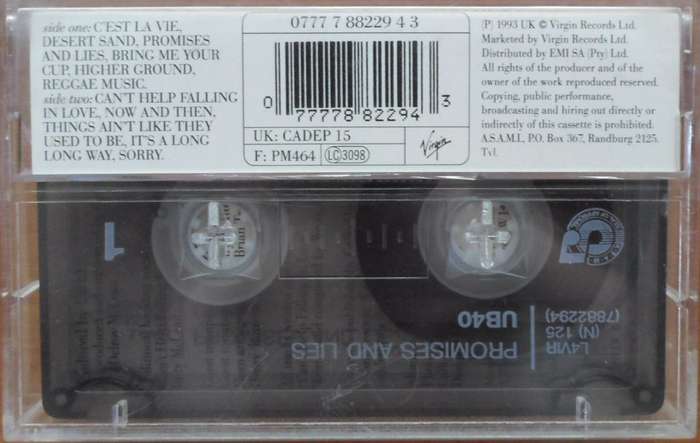 side one: C'EST LA VIE,
DESERT SAND, PROMISES
AND LIES, BRING ME YOUR
CUP, HIGHER GROUND,
REGGAE MUSIC.
side two: CAN'T HELP FALLING
IN LOVE, NOW AND THEN,
THINGS AIN'T LIKE THEY
USED TO BE, IT'S A LONG
LONG WAY, SORRY.
0777 7 88229 4 3
0 77778 82294 3
UK: CADEP 15
F: PM464 LC 3098
Virgin
(P) 1993 UK © Virgin Records Ltd.
Marketed by Virgin Records Ltd.
Distributed by EMI SA (Pty) Ltd.
All rights of the producer and of the
owner of the work reproduced reserved.
Copying, public performance,
broadcasting and hiring out directly or
indirectly of this cassette is prohibited.
A.S.A.M.I., P.O. Box 367, Randburg 2125.
Tvl.
1
L4VIR
(N) 125
(7882294)
UB40
PROMISES AND LIES